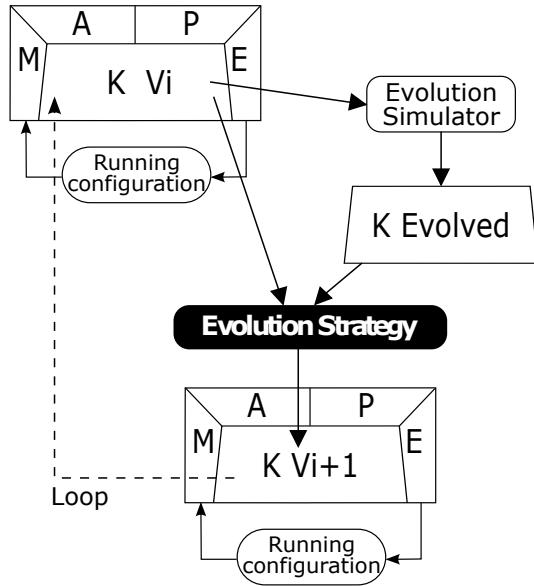 A P
M E
K Vi
Evolution
Simulator
Running
configuration
K Evolved
Evolution Strategy
A P
M E
K Vi+1
Loop
Running
configuration